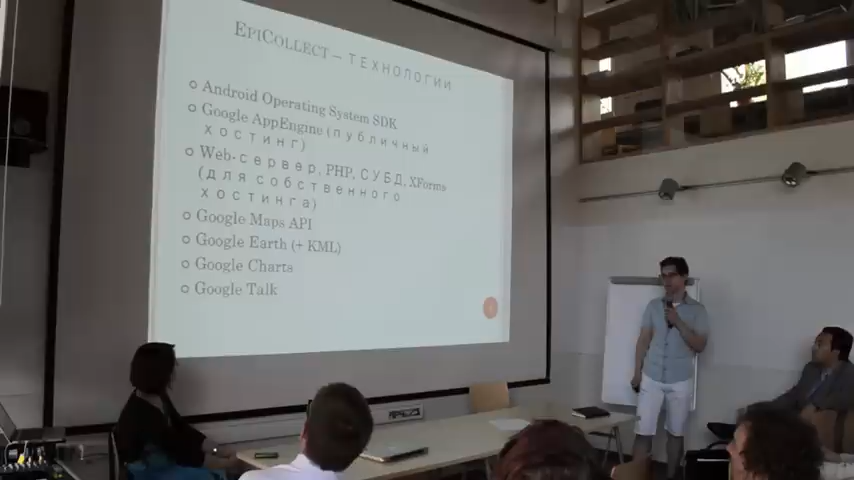 EPICOLLECT – ТЕХНОЛОГИИ
Android Operating System SDK
Google AppEngine (публичный
хостинг)
Web-сервер, PHP, СУБД, XForms
(для собственного
хостинга)
Google Maps API
Google Earth (+ KML)
Google Charts
Google Talk